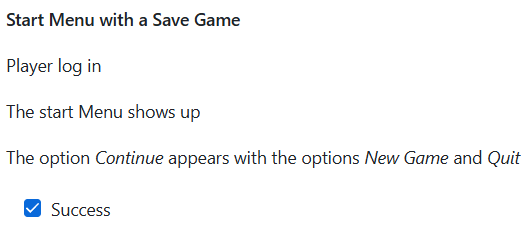 Start Menu with a Save Game
Player log in
The start Menu shows up
The option Continue appears with the options New Game and Quit
Success